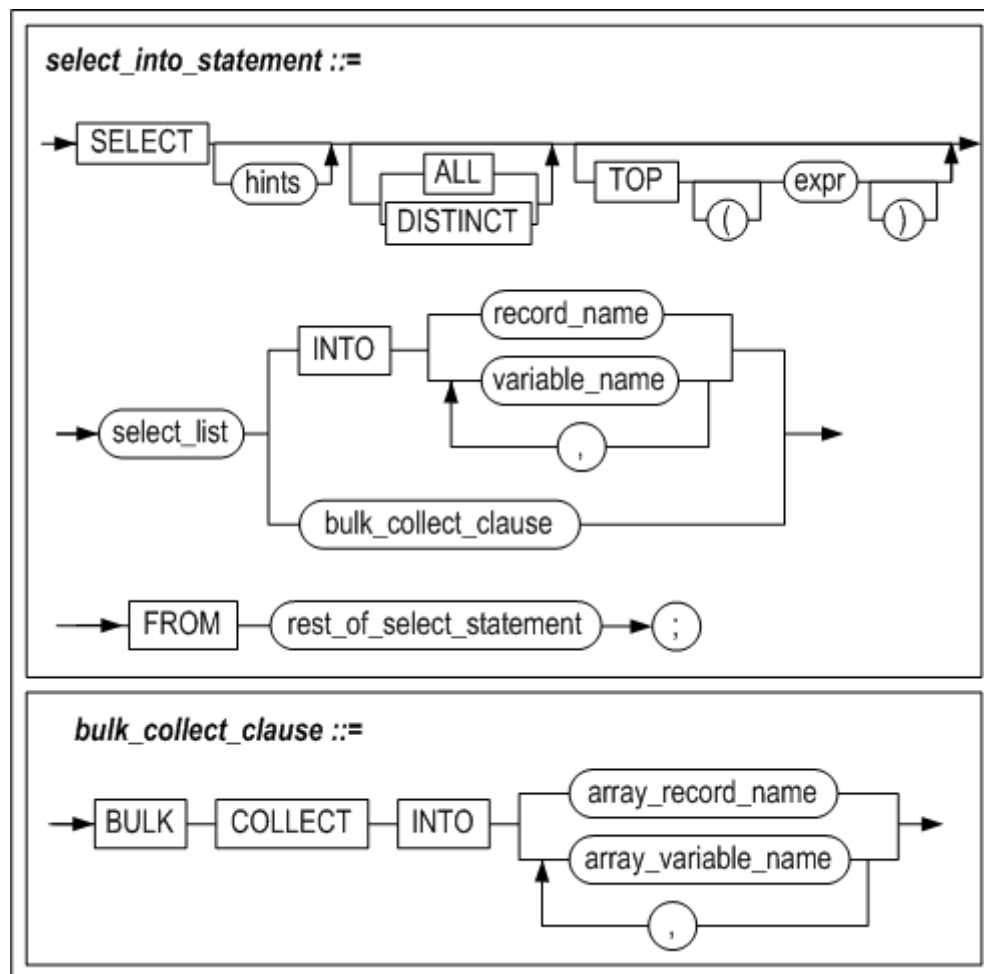 select_into_statement ::=
SELECT hints ALL DISTINCT TOP ( expr )
select_list INTO record_name variable_name , bulk_collect_clause
FROM rest_of_select_statement ;
bulk_collect_clause ::=
BULK COLLECT INTO array_record_name array_variable_name ,